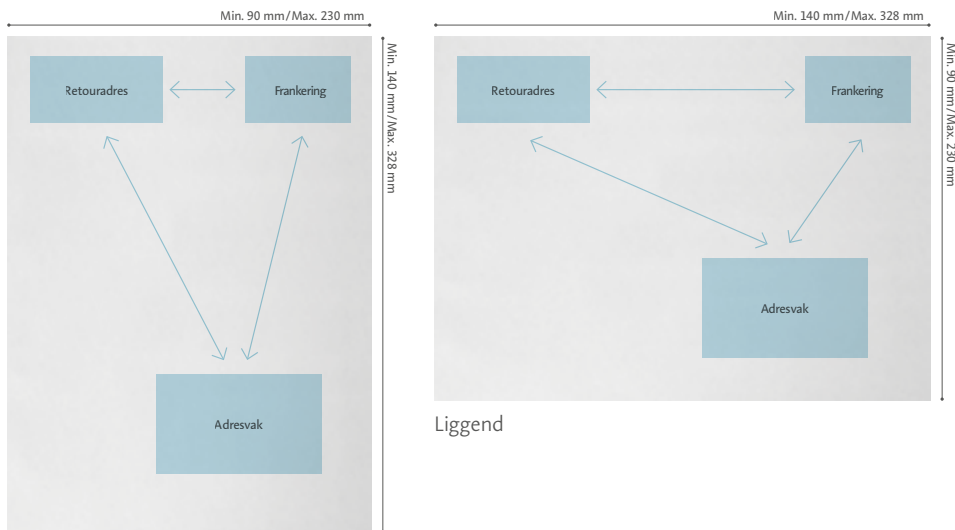 Min. 90 mm/Max. 230 mm
Min. 140 mm/Max. 328 mm
Retouradres
Frankering
Adresvak
Min. 140 mm/Max. 328 mm
Min. 90 mm/Max. 230 mm
Retouradres
Frankering
Adresvak
Liggend